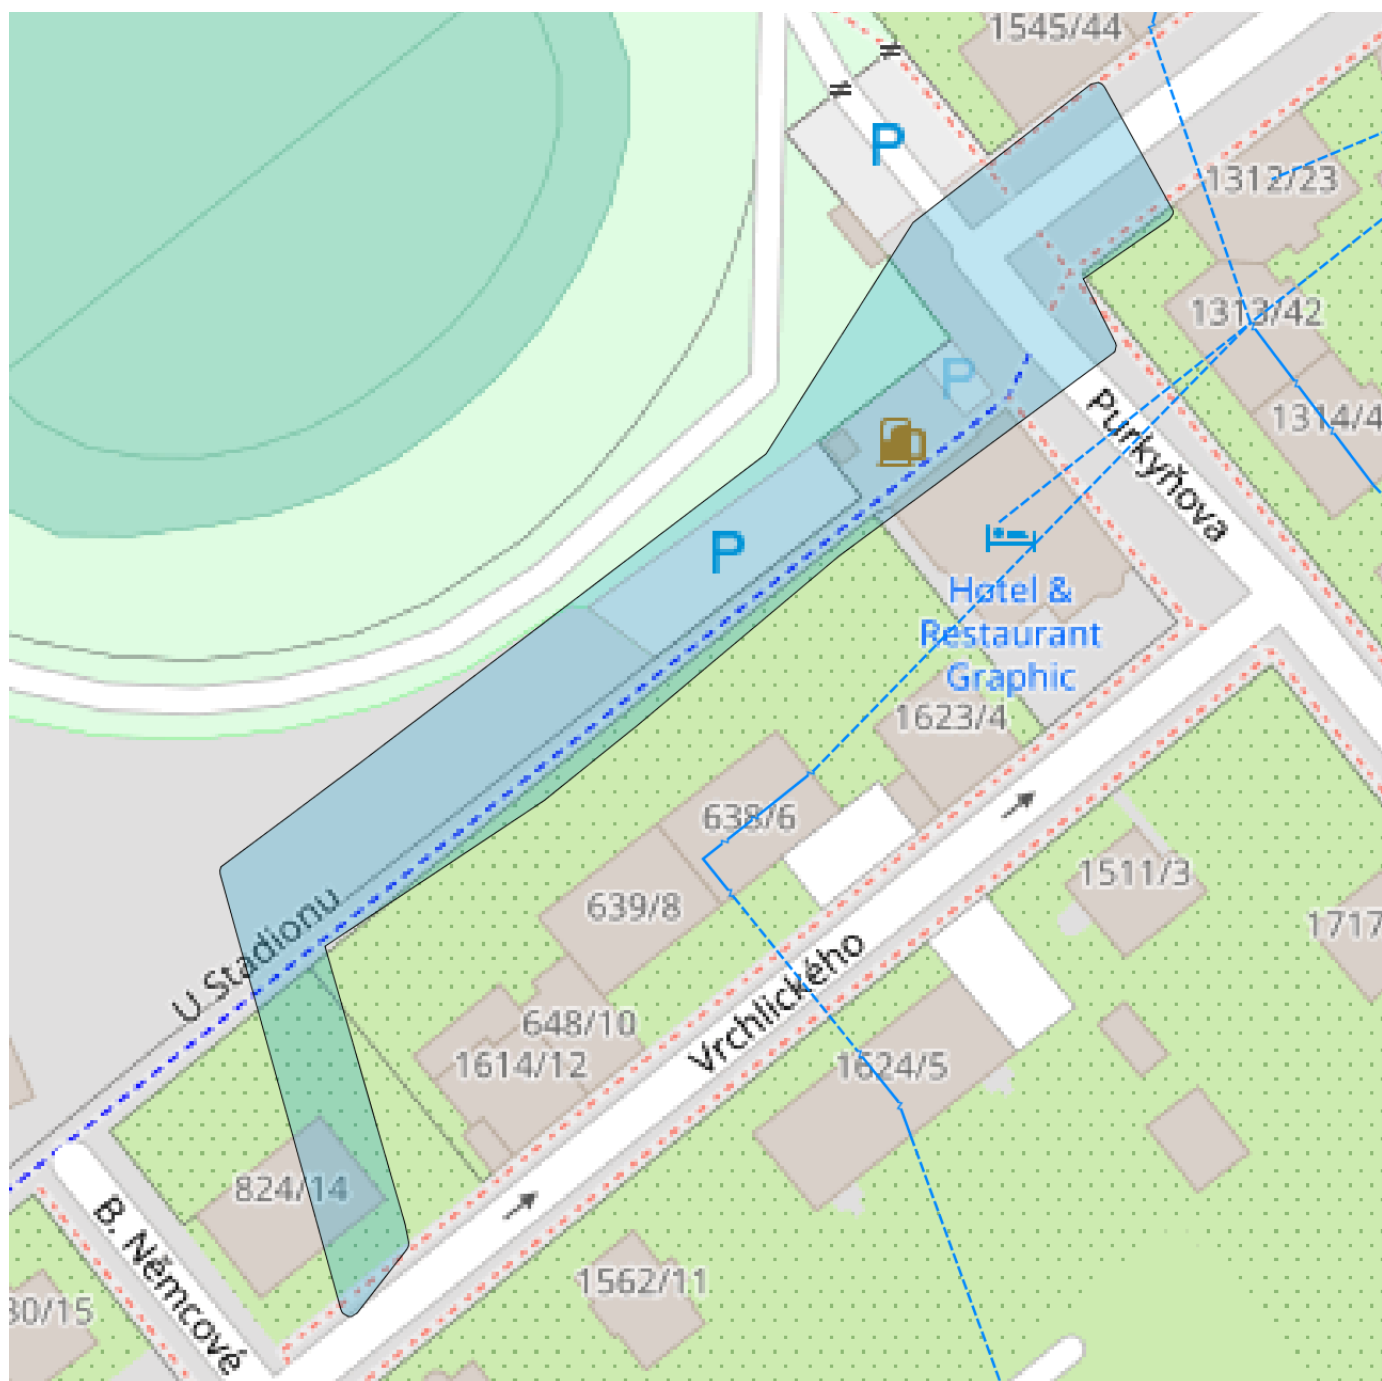 1545/44
P
1312/23
1313/42
P
Purkyňova
1314/4
P
Hotel &
Restaurant
Graphic
1623/4
638/6
1511/3
639/8
U Stadionu
1717
Vrchlického
648/10
1614/12
1624/5
824/14
B. Němcové
1562/11
30/15